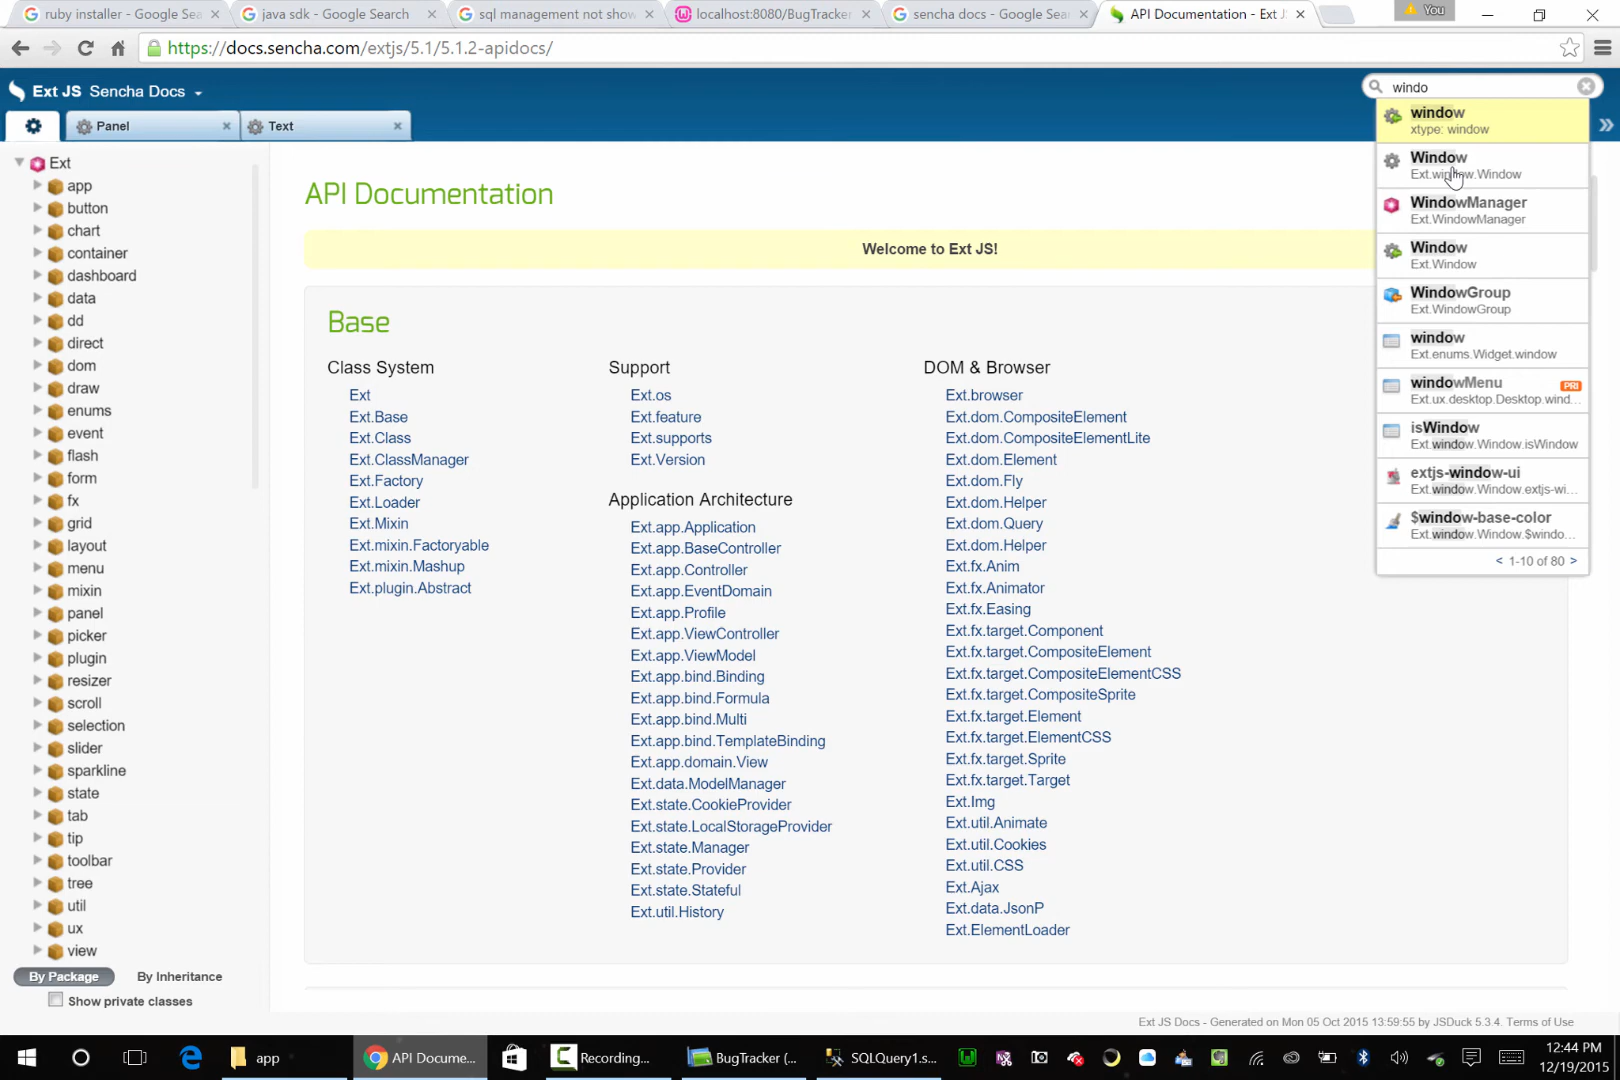 ruby installer - Google Sea
java sdk - Google Search
sql management not show
localhost:8080/BugTracker
sencha docs - Google Sea
API Documentation - Ext J
You
https://docs.sencha.com/extjs/5.1/5.1.2-apidocs/
Ext JS Sencha Docs
windo
Panel
Text
window
xtype: window
Window
Ext.window.Window
WindowManager
Ext.WindowManager
Window
Ext.Window
WindowGroup
Ext.WindowGroup
window
Ext.enums.Widget.window
windowMenu
PRI
Ext.ux.desktop.Desktop.wind...
isWindow
Ext.window.Window.isWindow
extjs-window-ui
Ext.window.Window.extjs-wi...
$window-base-color
Ext.window.Window.$windo...
< 1-10 of 80 >
Ext
app
button
chart
container
dashboard
data
dd
direct
dom
draw
enums
event
flash
form
fx
grid
layout
menu
mixin
panel
picker
plugin
resizer
scroll
selection
slider
sparkline
state
tab
tip
toolbar
tree
util
ux
view
By Package
By Inheritance
Show private classes
API Documentation
Welcome to Ext JS!
Base
Class System
Ext
Ext.Base
Ext.Class
Ext.ClassManager
Ext.Factory
Ext.Loader
Ext.Mixin
Ext.mixin.Factoryable
Ext.mixin.Mashup
Ext.plugin.Abstract
Support
Ext.os
Ext.feature
Ext.supports
Ext.Version
Application Architecture
Ext.app.Application
Ext.app.BaseController
Ext.app.Controller
Ext.app.EventDomain
Ext.app.Profile
Ext.app.ViewController
Ext.app.ViewModel
Ext.app.bind.Binding
Ext.app.bind.Formula
Ext.app.bind.Multi
Ext.app.bind.TemplateBinding
Ext.app.domain.View
Ext.data.ModelManager
Ext.state.CookieProvider
Ext.state.LocalStorageProvider
Ext.state.Manager
Ext.state.Provider
Ext.state.Stateful
Ext.util.History
DOM & Browser
Ext.browser
Ext.dom.CompositeElement
Ext.dom.CompositeElementLite
Ext.dom.Element
Ext.dom.Fly
Ext.dom.Helper
Ext.dom.Query
Ext.dom.Helper
Ext.fx.Anim
Ext.fx.Animator
Ext.fx.Easing
Ext.fx.target.Component
Ext.fx.target.CompositeElement
Ext.fx.target.CompositeElementCSS
Ext.fx.target.CompositeSprite
Ext.fx.target.Element
Ext.fx.target.ElementCSS
Ext.fx.target.Sprite
Ext.fx.target.Target
Ext.Img
Ext.util.Animate
Ext.util.Cookies
Ext.util.CSS
Ext.Ajax
Ext.data.JsonP
Ext.ElementLoader
Ext JS Docs - Generated on Mon 05 Oct 2015 13:59:55 by JSDuck 5.3.4. Terms of Use
app
API Docume...
Recording...
BugTracker (...
SQLQuery1.s...
12:44 PM
12/19/2015